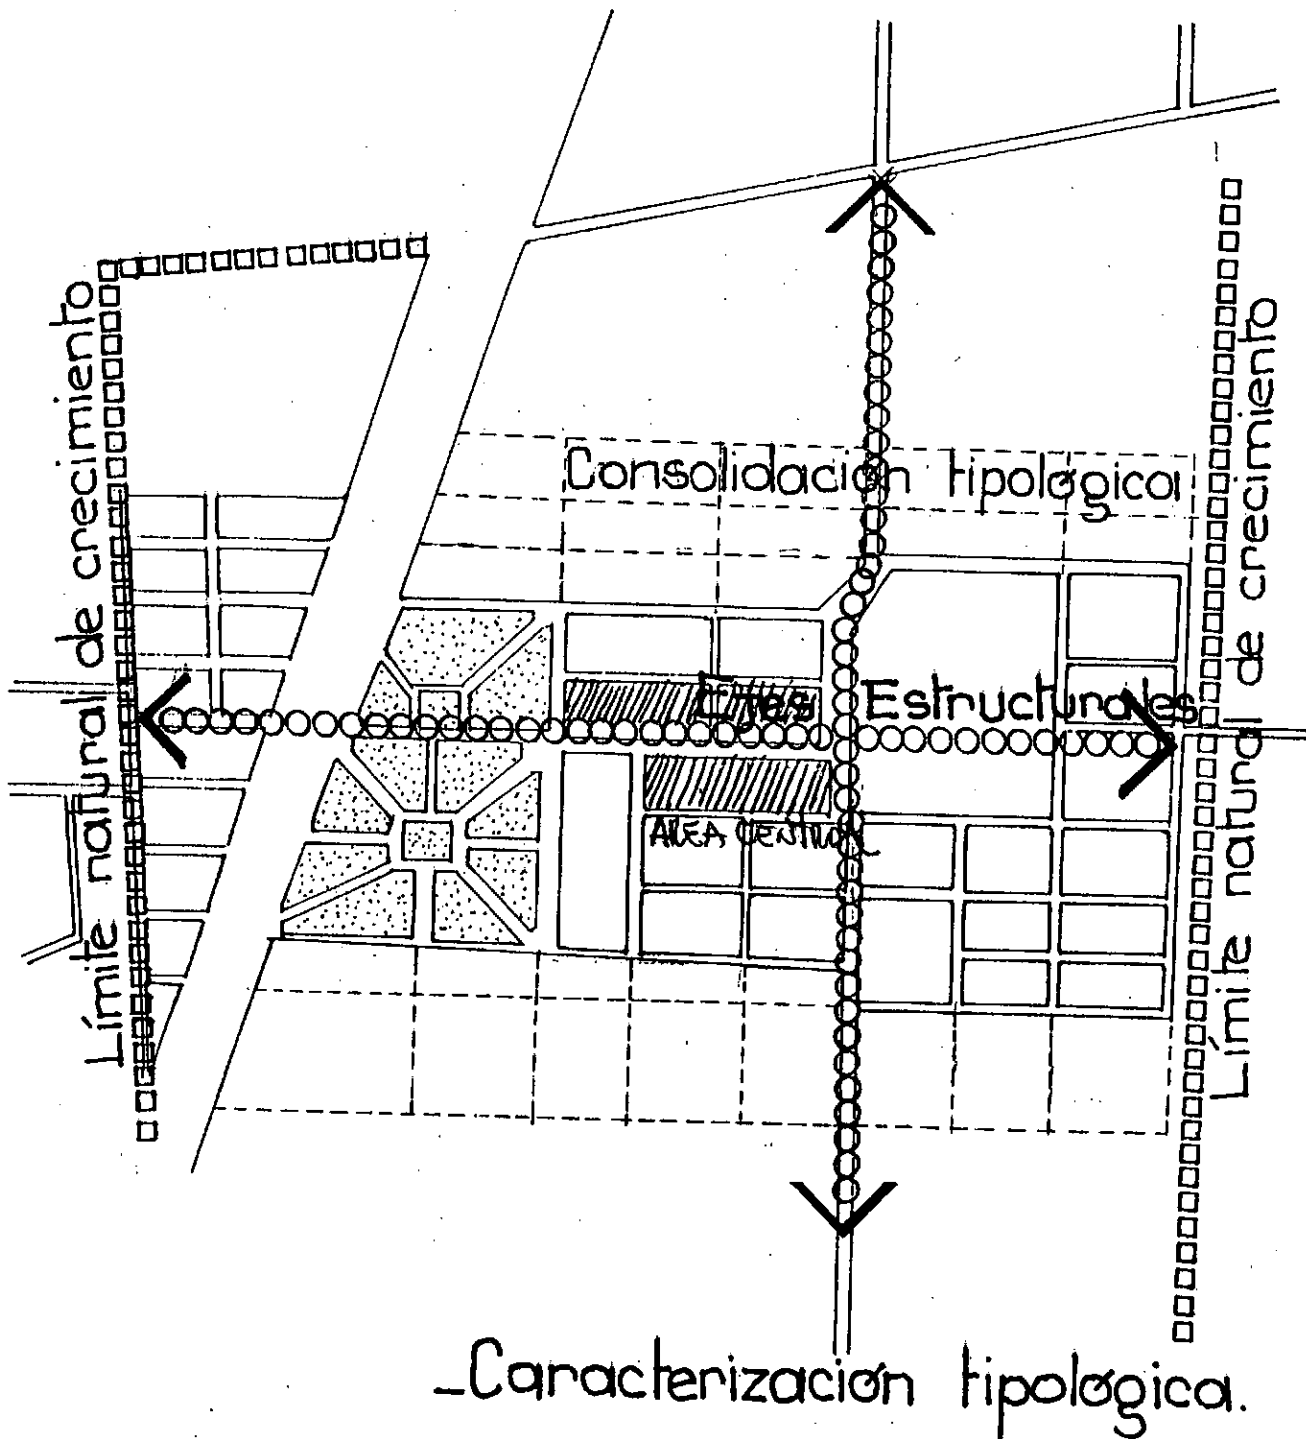 Límite natural de crecimiento
Consolidación tipológica
Límite natural de crecimiento
Ejes Estructurales
AREA CENTRAL
_Caracterización tipológica.